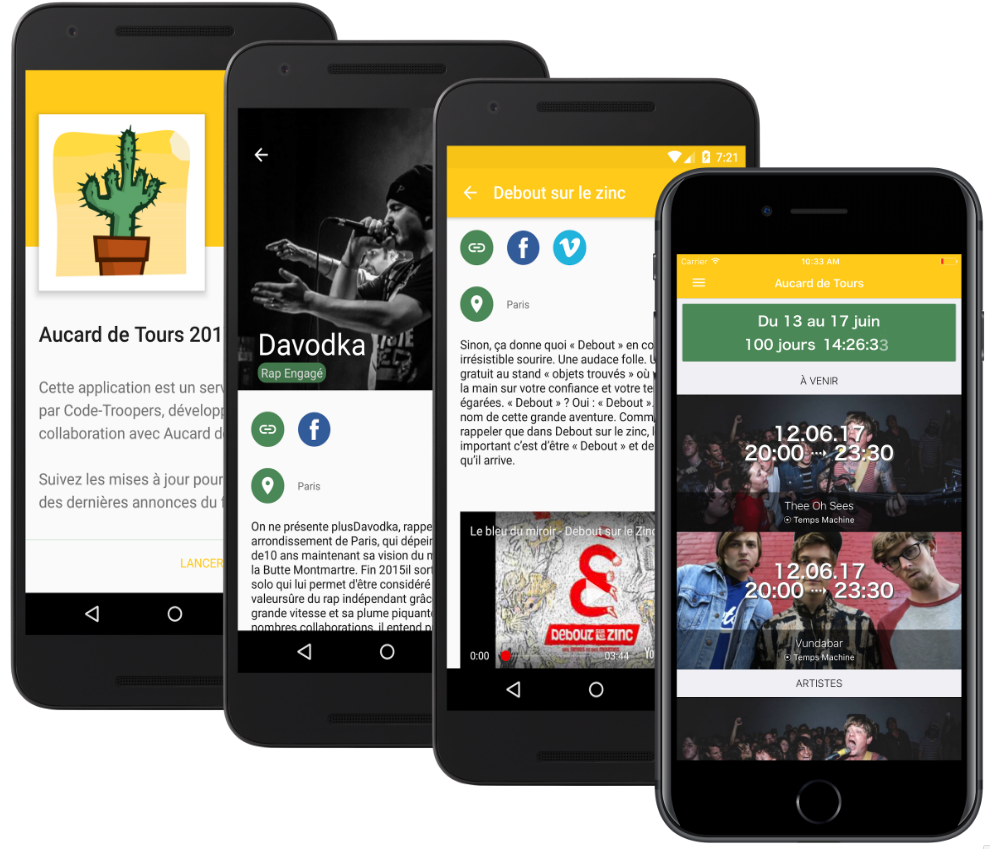 Aucard de Tours 201
Cette application est un serv
par Code-Troopers, dévelop
collaboration avec Aucard d
Suivez les mises à jour pour
des dernières annonces du f
LANCER
Davodka
Rap Engagé
Paris
On ne présente plusDavodka, rappe
arrondissement de Paris, qui dépein
de10 ans maintenant sa vision du m
la Butte Montmartre. Fin 2015il sort
solo qui lui permet d'être considéré
valeursûre du rap indépendant grâc
grande vitesse et sa plume piquante
nombres collaborations, il entend p
7:21
Debout sur le zinc
Paris
Sinon, ça donne quoi « Debout » en co
irrésistible sourire. Une audace folle. U
gratuit au stand « objets trouvés » où
la main sur votre confiance et votre te
égarées. « Debout » ? Oui : « Debout ».
nom de cette grande aventure. Comm
rappeler que dans Debout sur le zinc, l
important c'est d'être « Debout » et de
qu'il arrive.
Le bleu du miroir - Debout sur le Zinc
DEBOUT SUR LE ZINC
0:00
03:44
Carrier
10:33 AM
Aucard de Tours
Du 13 au 17 juin
100 jours 14:26:33
À VENIR
12.06.17
20:00 ···> 23:30
Thee Oh Sees
Temps Machine
12.06.17
20:00 ···> 23:30
Vundabar
Temps Machine
ARTISTES